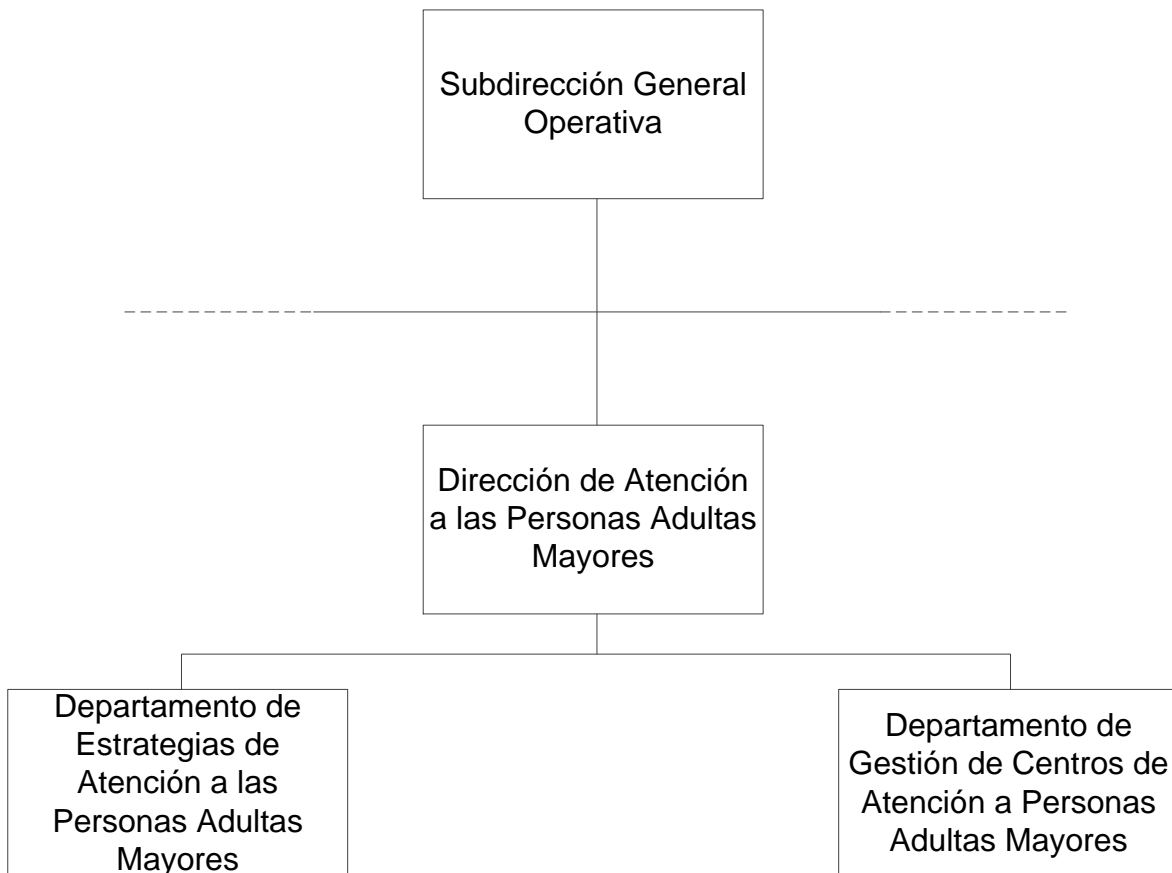 Subdirección General
Operativa
Dirección de Atención
a las Personas Adultas
Mayores
Departamento de
Estrategias de
Atención a las
Personas Adultas
Mayores
Departamento de
Gestión de Centros de
Atención a Personas
Adultas Mayores